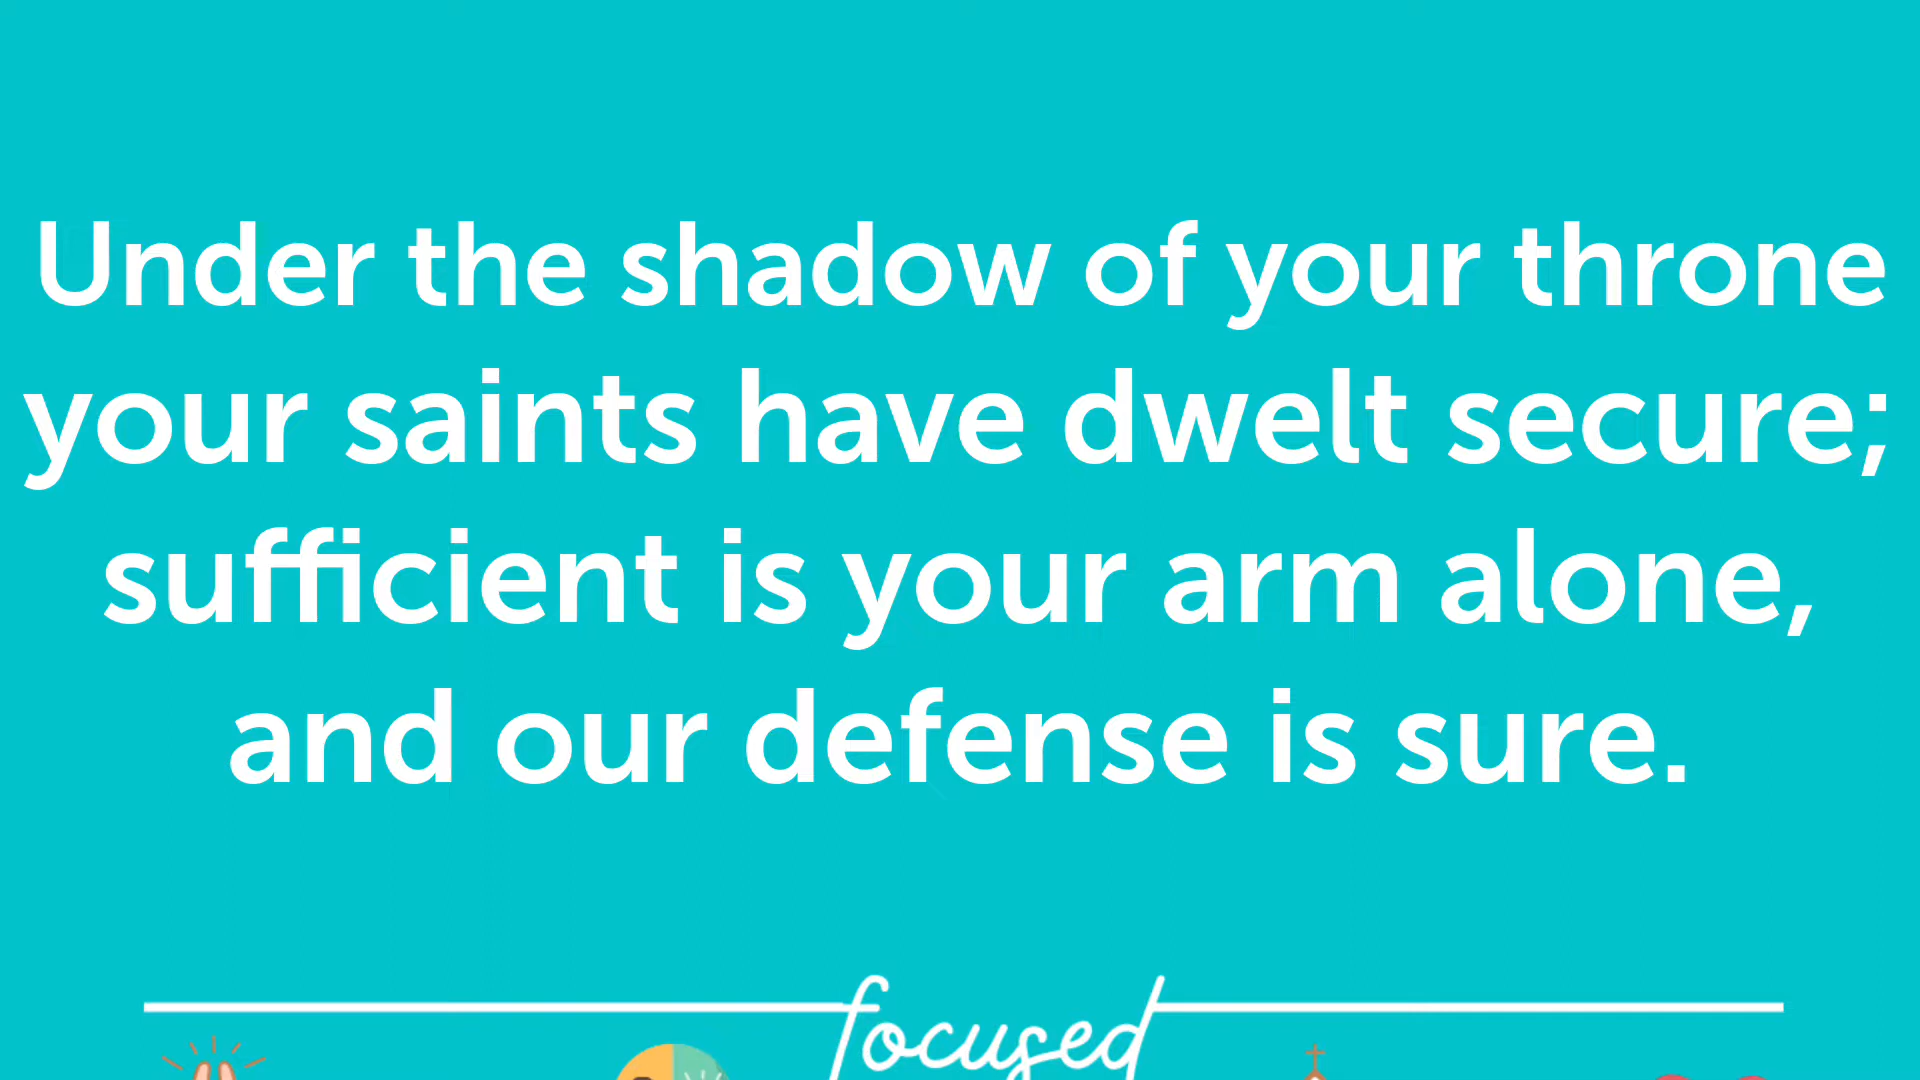 Under the shadow of your throne
your saints have dwelt secure;
sufficient is your arm alone,
and our defense is sure.
focused